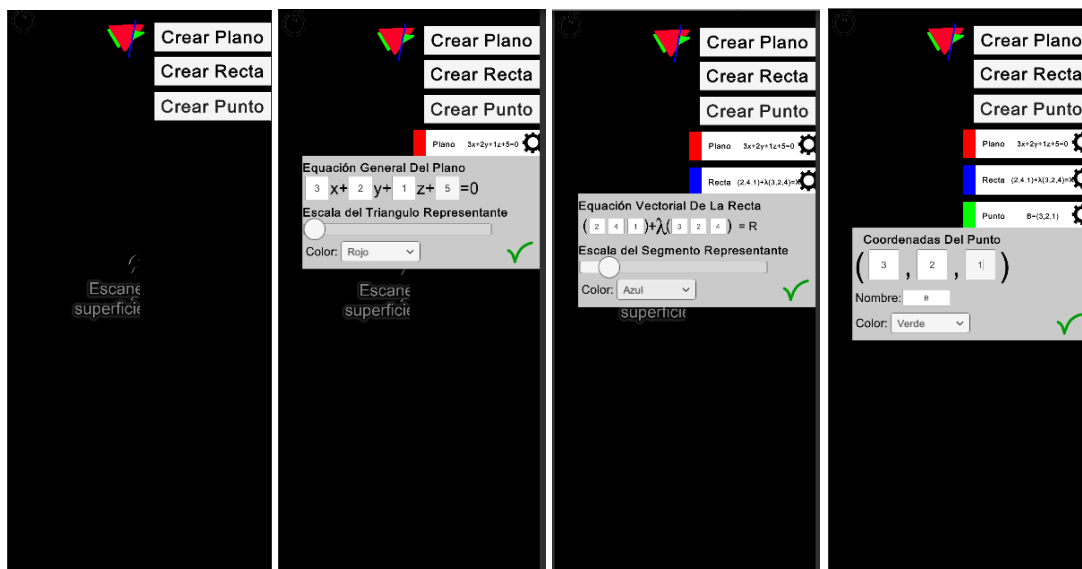 Crear Plano
Crear Recta
Crear Punto
Escane
superficie
Crear Plano
Crear Recta
Crear Punto
Plano 3x+2y+1z+5=0
Equación General Del Plano
3 x+ 2 y+ 1 z+ 5 =0
Escala del Triangulo Representante
Color: Rojo
Escane
superficie
Crear Plano
Crear Recta
Crear Punto
Plano 3x+2y+1z+5=0
Recta (2,4,1)+λ(3,2,4)=X
Equación Vectorial De La Recta
( 2 4 1 )+λ( 3 2 4 ) = R
Escala del Segmento Representante
Color: Azul
superficie
Crear Plano
Crear Recta
Crear Punto
Plano 3x+2y+1z+5=0
Recta (2,4,1)+λ(3,2,4)=X
Punto B=(3,2,1)
Coordenadas Del Punto
( 3 , 2 , 1 )
Nombre: B
Color: Verde